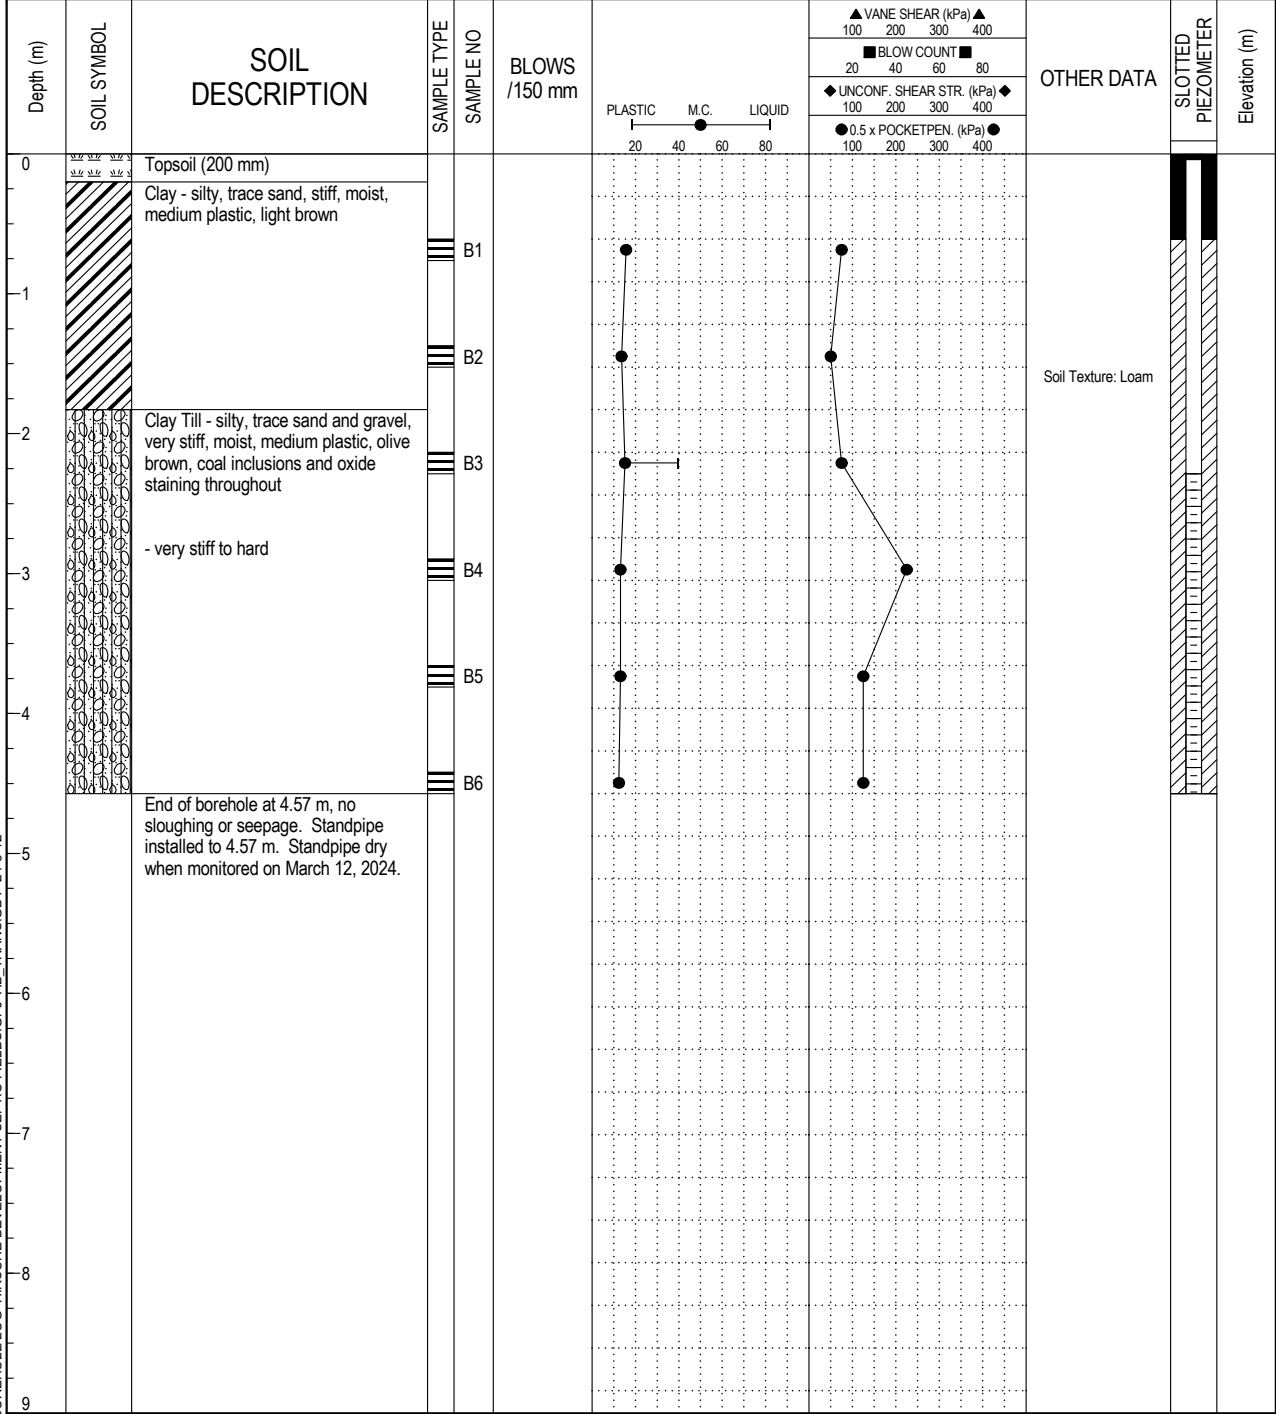 Depth (m)
SOIL SYMBOL
SOIL
DESCRIPTION
SAMPLE TYPE
SAMPLE NO
BLOWS
/150 mm
PLASTIC M.C. LIQUID
20 40 60 80
VANE SHEAR (kPa)
100 200 300 400
BLOW COUNT
20 40 60 80
UNCONF. SHEAR STR. (kPa)
100 200 300 400
0.5 x POCKETPEN. (kPa)
100 200 300 400
OTHER DATA
SLOTTED
PIEZOMETER
Elevation (m)
0
Topsoil (200 mm)
Clay - silty, trace sand, stiff, moist,
medium plastic, light brown
B1
1
B2
Soil Texture: Loam
Clay Till - silty, trace sand and gravel,
2
very stiff, moist, medium plastic, olive
brown, coal inclusions and oxide
B3
staining throughout
- very stiff to hard
B4
3
B5
4
B6
End of borehole at 4.57 m, no
sloughing or seepage. Standpipe
installed to 4.57 m. Standpipe dry
5
when monitored on March 12, 2024.
6
7
8
9